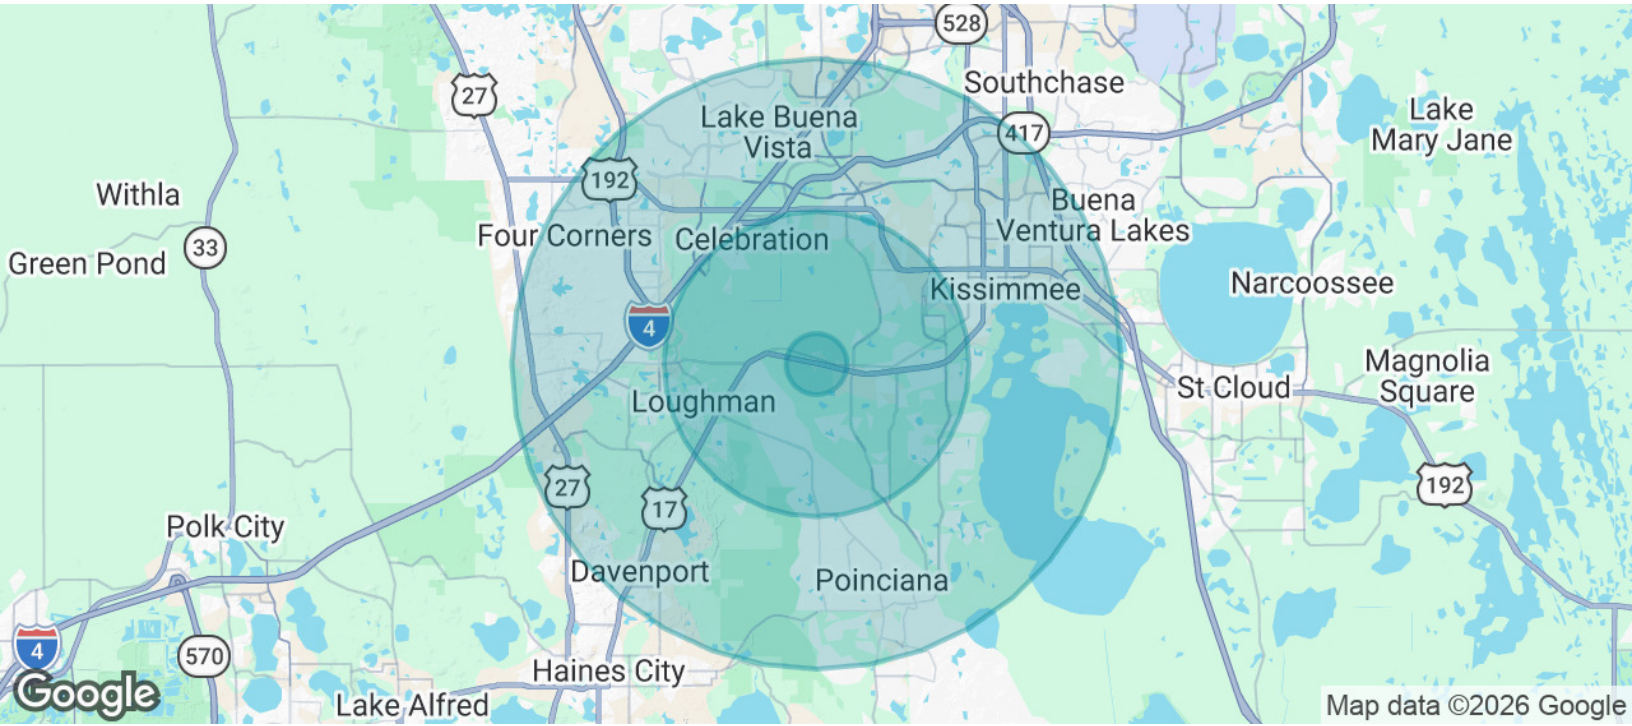 528
Southchase
27
417
Lake Buena
Vista
Lake
Mary Jane
192
Withla
Buena
Ventura Lakes
Four Corners
Celebration
33
Green Pond
Kissimmee
Narcoossee
4
Magnolia
Square
St Cloud
Loughman
27
17
192
Polk City
Davenport
Poinciana
4
570
Haines City
Google
Lake Alfred
Map data ©2026 Google